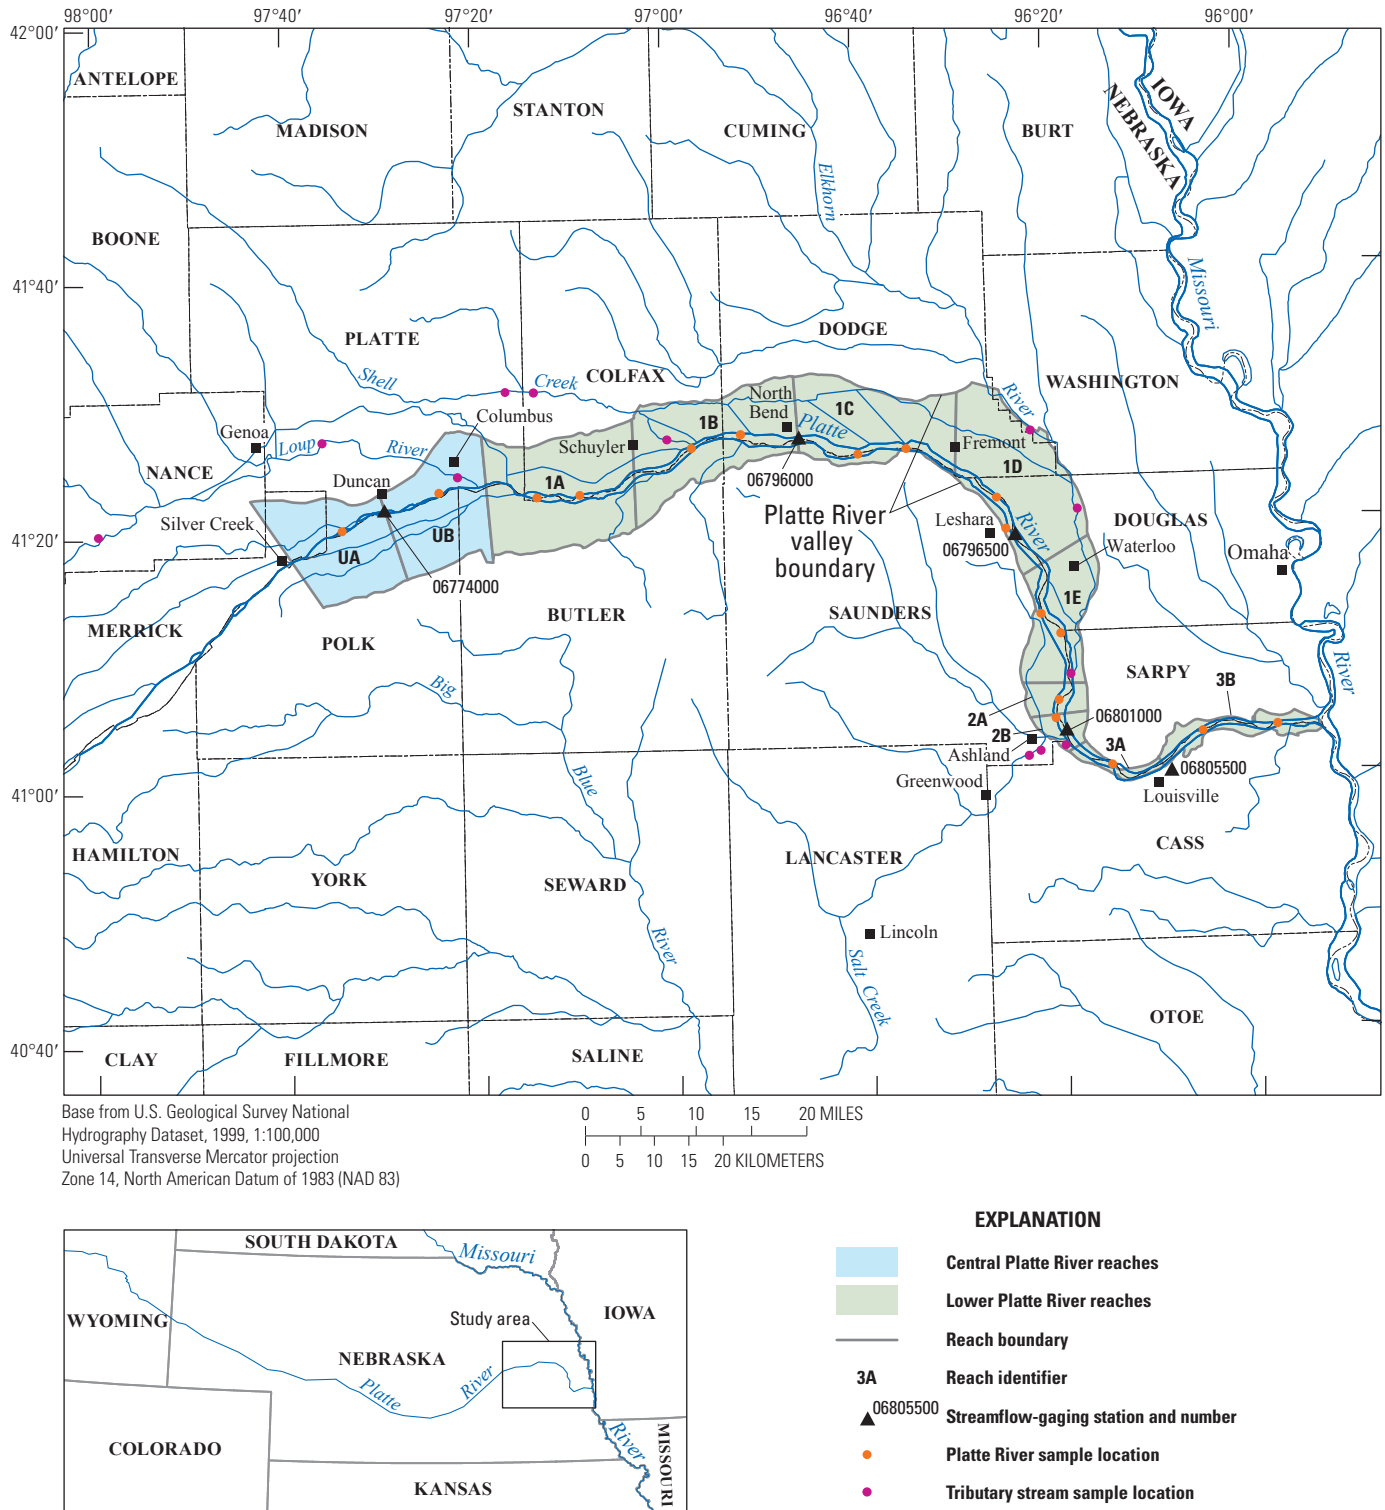 98°00′ 97°40′ 97°20′ 97°00′ 96°40′ 96°20′ 96°00′
42°00′
ANTELOPE
MADISON
STANTON
CUMING
BURT
IOWA
NEBRASKA
Elkhorn
BOONE
Missouri
41°40′
PLATTE
DODGE
Shell
Creek
COLFAX
River
WASHINGTON
Columbus
North
Bend
1C
1B
Platte
Genoa
Loup
River
Schuyler
Fremont
1D
NANCE
Duncan
1A
06796000
Silver Creek
UB
Platte River
valley
boundary
Leshara
River
DOUGLAS
06796500
Waterloo
Omaha
41°20′
UA
06774000
1E
MERRICK
POLK
BUTLER
SAUNDERS
SARPY
3B
River
Big
2A
06801000
2B
3A
Ashland
06805500
Greenwood
Louisville
41°00′
Blue
HAMILTON
YORK
SEWARD
LANCASTER
CASS
River
Lincoln
Salt Creek
OTOE
40°40′
CLAY
FILLMORE
SALINE
Base from U.S. Geological Survey National
Hydrography Dataset, 1999, 1:100,000
Universal Transverse Mercator projection
Zone 14, North American Datum of 1983 (NAD 83)
0 5 10 15 20 MILES
0 5 10 15 20 KILOMETERS
SOUTH DAKOTA
Missouri
WYOMING
Study area
IOWA
NEBRASKA
Platte
River
COLORADO
KANSAS
River
MISSOURI
EXPLANATION
Central Platte River reaches
Lower Platte River reaches
Reach boundary
3A Reach identifier
06805500 Streamflow-gaging station and number
Platte River sample location
Tributary stream sample location